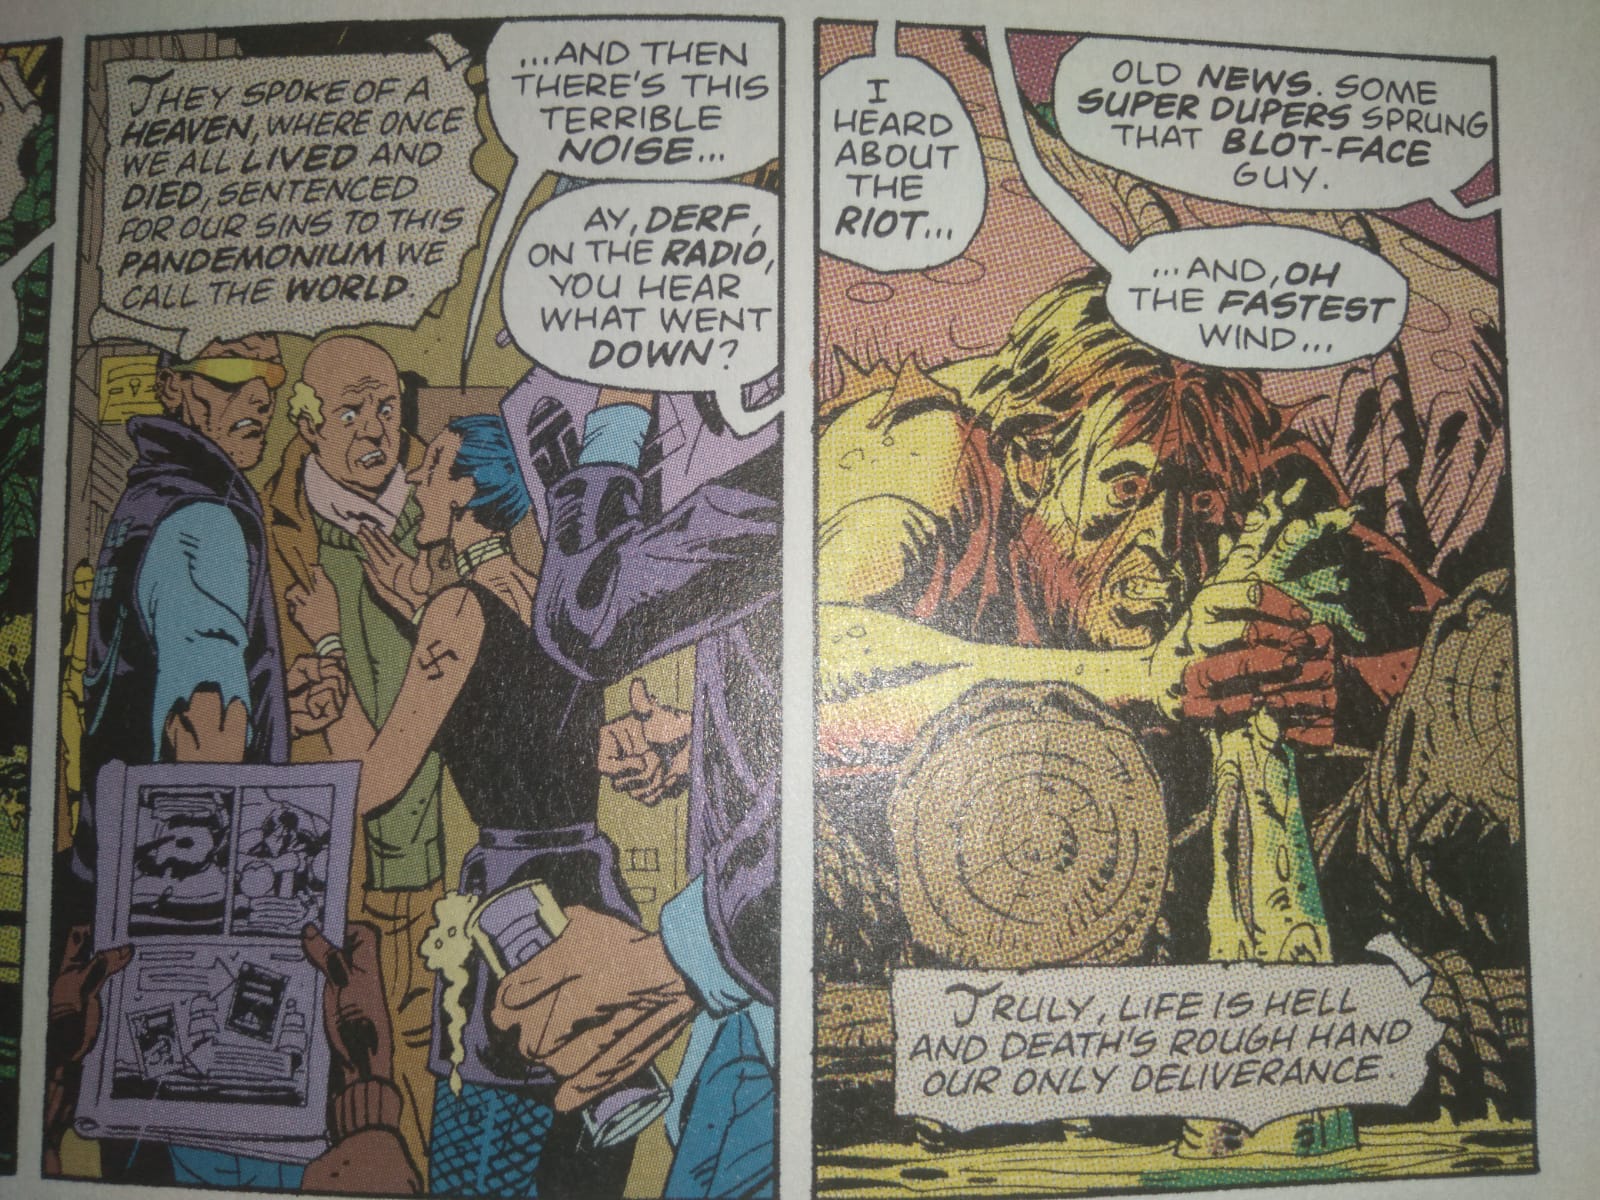 THEY SPOKE OF A
HEAVEN, WHERE ONCE
WE ALL LIVED AND
DIED, SENTENCED
FOR OUR SINS TO THIS
PANDEMONIUM WE
CALL THE WORLD.
...AND THEN
THERE'S THIS
TERRIBLE
NOISE...
AY, DERF,
ON THE RADIO,
YOU HEAR
WHAT WENT
DOWN?
I
HEARD
ABOUT
THE
RIOT...
OLD NEWS. SOME
SUPER DUPERS SPRUNG
THAT BLOT-FACE
GUY.
...AND, OH
THE FASTEST
WIND...
TRULY, LIFE IS HELL
AND DEATH'S ROUGH HAND
OUR ONLY DELIVERANCE.